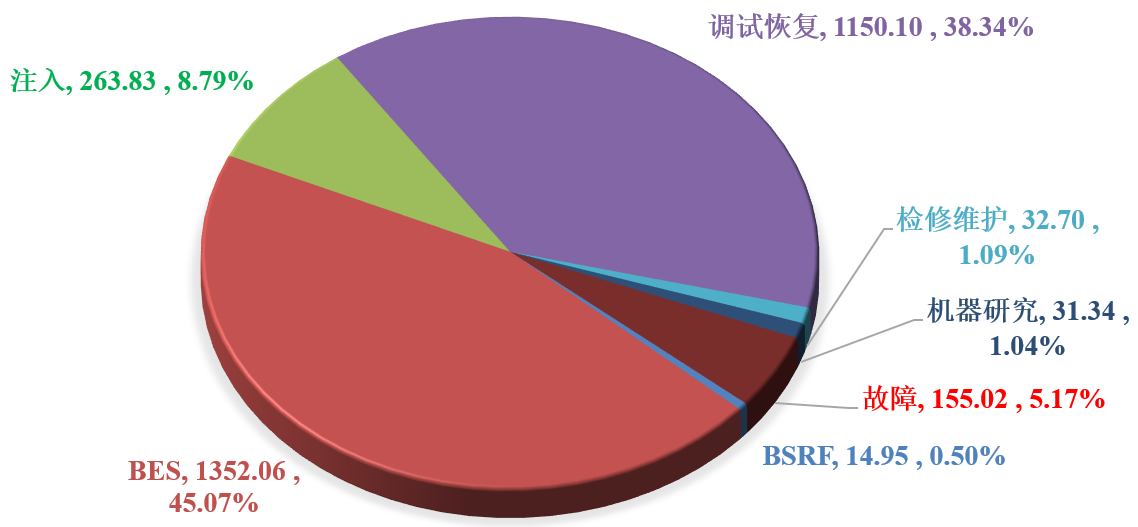 调试恢复, 1150.10 , 38.34%
注入, 263.83 , 8.79%
检修维护, 32.70 ,
1.09%
机器研究, 31.34 ,
1.04%
故障, 155.02 , 5.17%
BSRF, 14.95 , 0.50%
BES, 1352.06 ,
45.07%